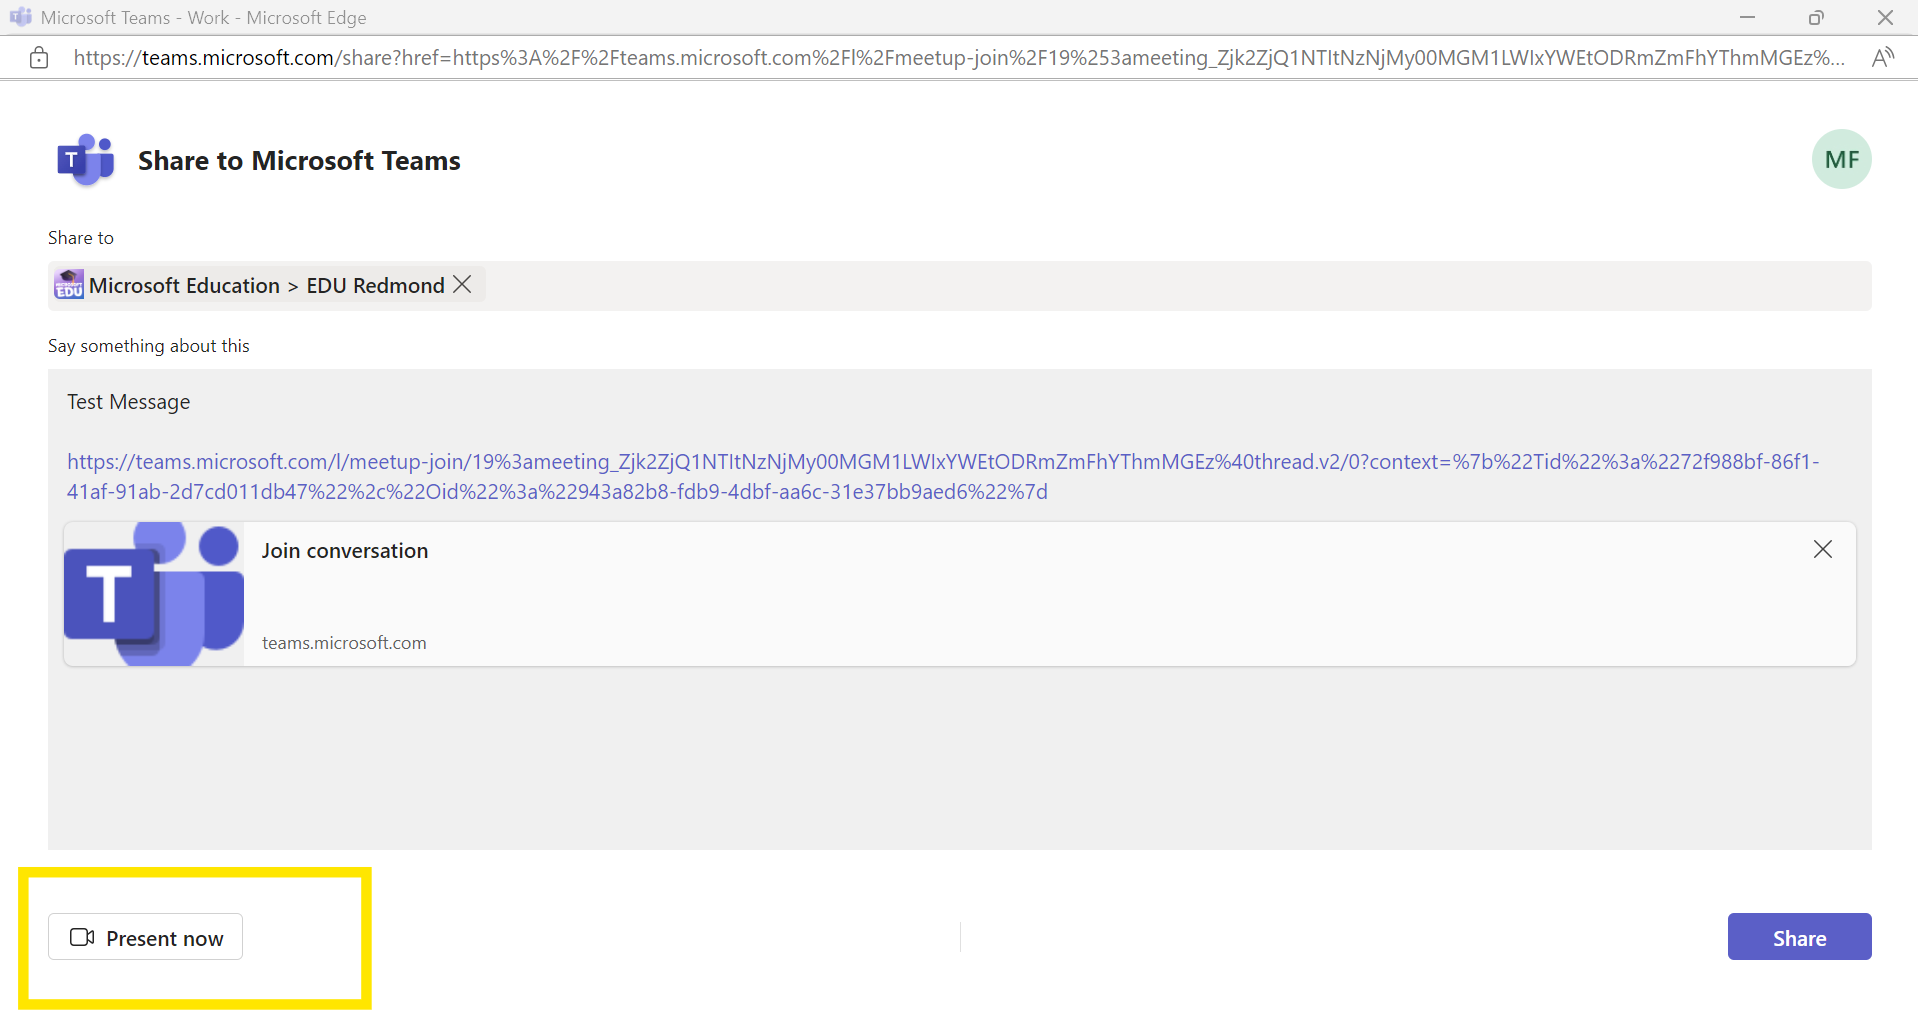 Microsoft Teams - Work - Microsoft Edge
https://teams.microsoft.com/share?href=https%3A%2F%2Fteams.microsoft.com%2Fl%2Fmeetup-join%2F19%253ameeting_Zjk2ZjQ1NTItNzNjMy00MGM1LWIxYWEtODRmZmFhYThmMGEz%...
T
Share to Microsoft Teams
MF
Share to
MICROSOFT
EDU
Microsoft Education > EDU Redmond
Say something about this
Test Message
https://teams.microsoft.com/l/meetup-join/19%3ameeting_Zjk2ZjQ1NTItNzNjMy00MGM1LWIxYWEtODRmZmFhYThmMGEz%40thread.v2/0?context=%7b%22Tid%22%3a%2272f988bf-86f1-
41af-91ab-2d7cd011db47%22%2c%22Oid%22%3a%22943a82b8-fdb9-4dbf-aa6c-31e37bb9aed6%22%7d
T
Join conversation
teams.microsoft.com
Present now
Share